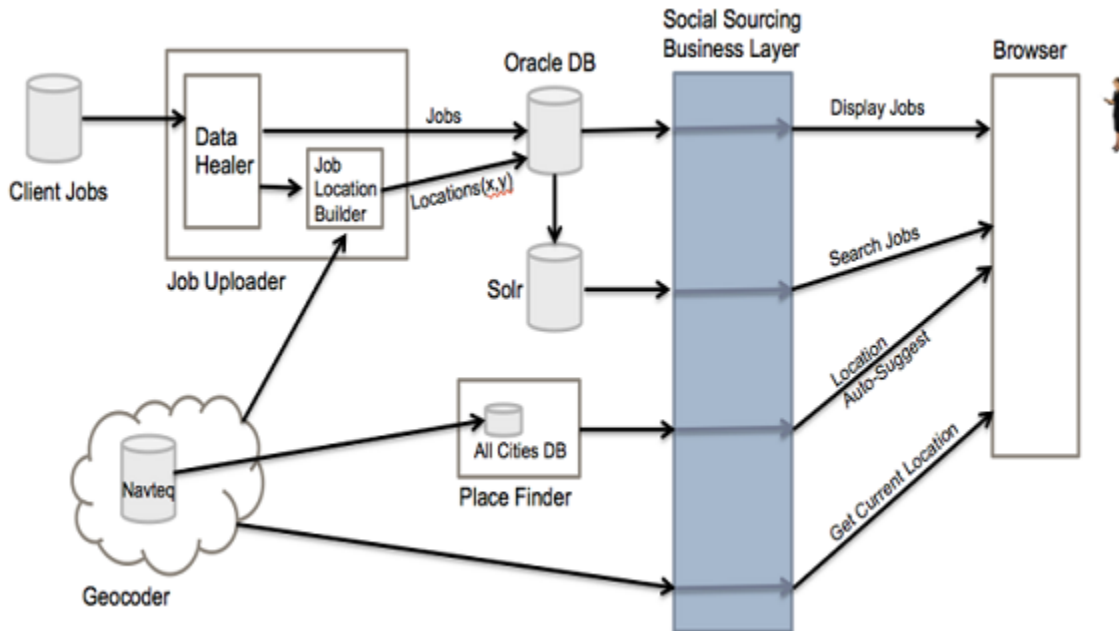 Social Sourcing
Business Layer
Browser
Oracle DB
Client Jobs
Data
Healer
Job
Location
Builder
Job Uploader
Jobs
Locations(x,y)
Display Jobs
Solr
Search Jobs
Location
Auto-Suggest
All Cities DB
Place Finder
Navteq
Geocoder
Get Current Location